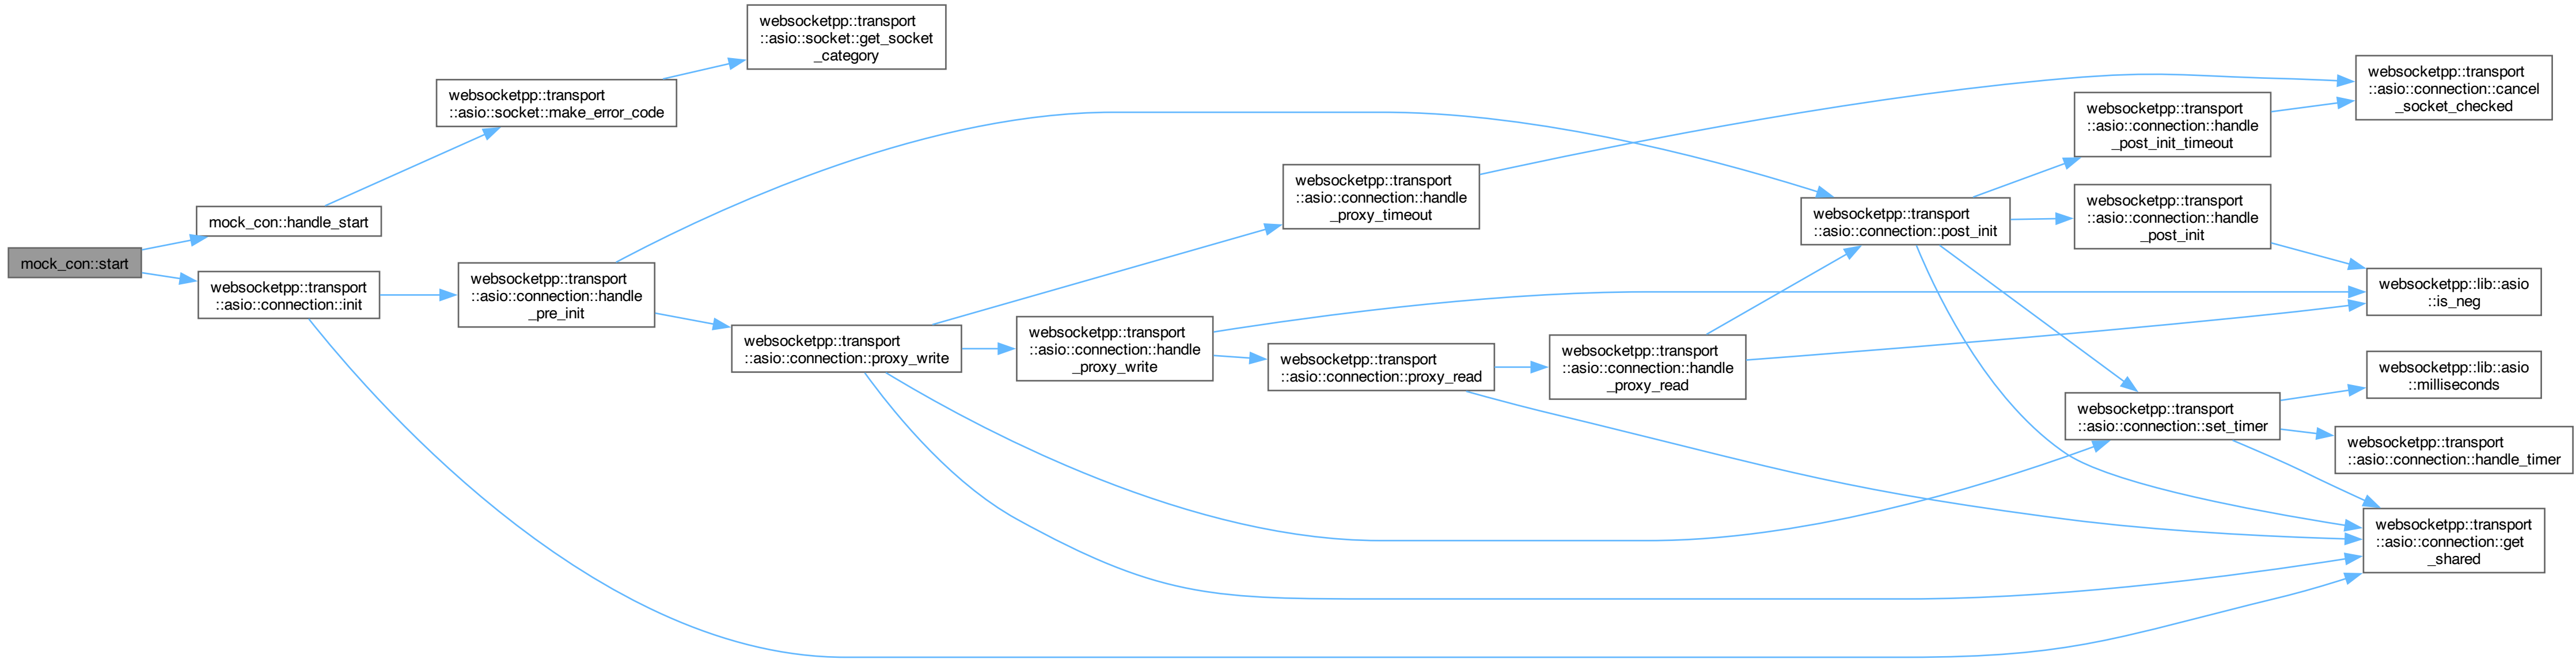 mock_con::start
mock_con::handle_start
websocketpp::transport
::asio::socket::make_error_code
websocketpp::transport
::asio::socket::get_socket
_category
websocketpp::transport
::asio::connection::init
websocketpp::transport
::asio::connection::handle
_pre_init
websocketpp::transport
::asio::connection::proxy_write
websocketpp::transport
::asio::connection::handle
_proxy_timeout
websocketpp::transport
::asio::connection::handle
_proxy_write
websocketpp::transport
::asio::connection::proxy_read
websocketpp::transport
::asio::connection::handle
_proxy_read
websocketpp::transport
::asio::connection::post_init
websocketpp::transport
::asio::connection::handle
_post_init_timeout
websocketpp::transport
::asio::connection::handle
_post_init
websocketpp::transport
::asio::connection::set_timer
websocketpp::transport
::asio::connection::cancel
_socket_checked
websocketpp::lib::asio
::is_neg
websocketpp::lib::asio
::milliseconds
websocketpp::transport
::asio::connection::handle_timer
websocketpp::transport
::asio::connection::get
_shared